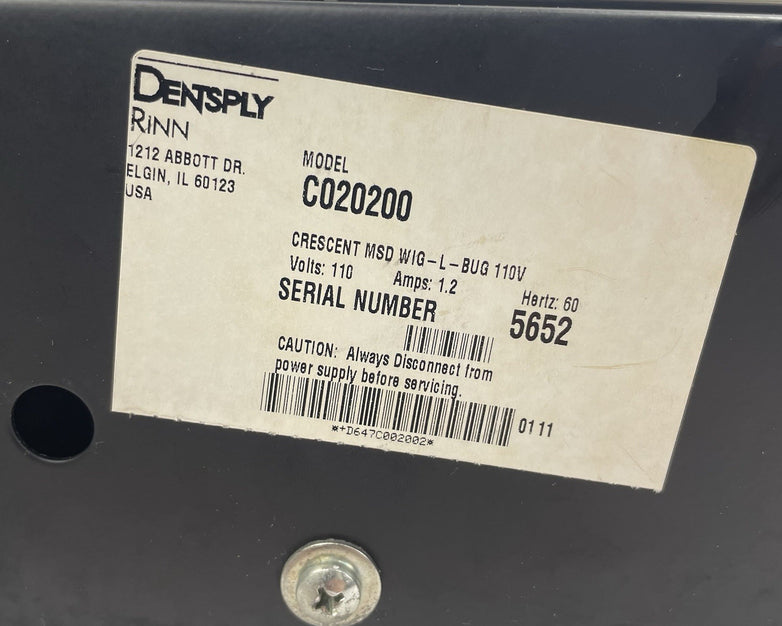 DENTSPLY
RINN
1212 ABBOTT DR.
ELGIN, IL 60123
USA
MODEL
C020200
CRESCENT MSD WIG-L-BUG 110V
Volts: 110 Amps: 1.2 Hertz: 60
SERIAL NUMBER 5652
CAUTION: Always Disconnect from
power supply before servicing.
0111
*+D647C002002*